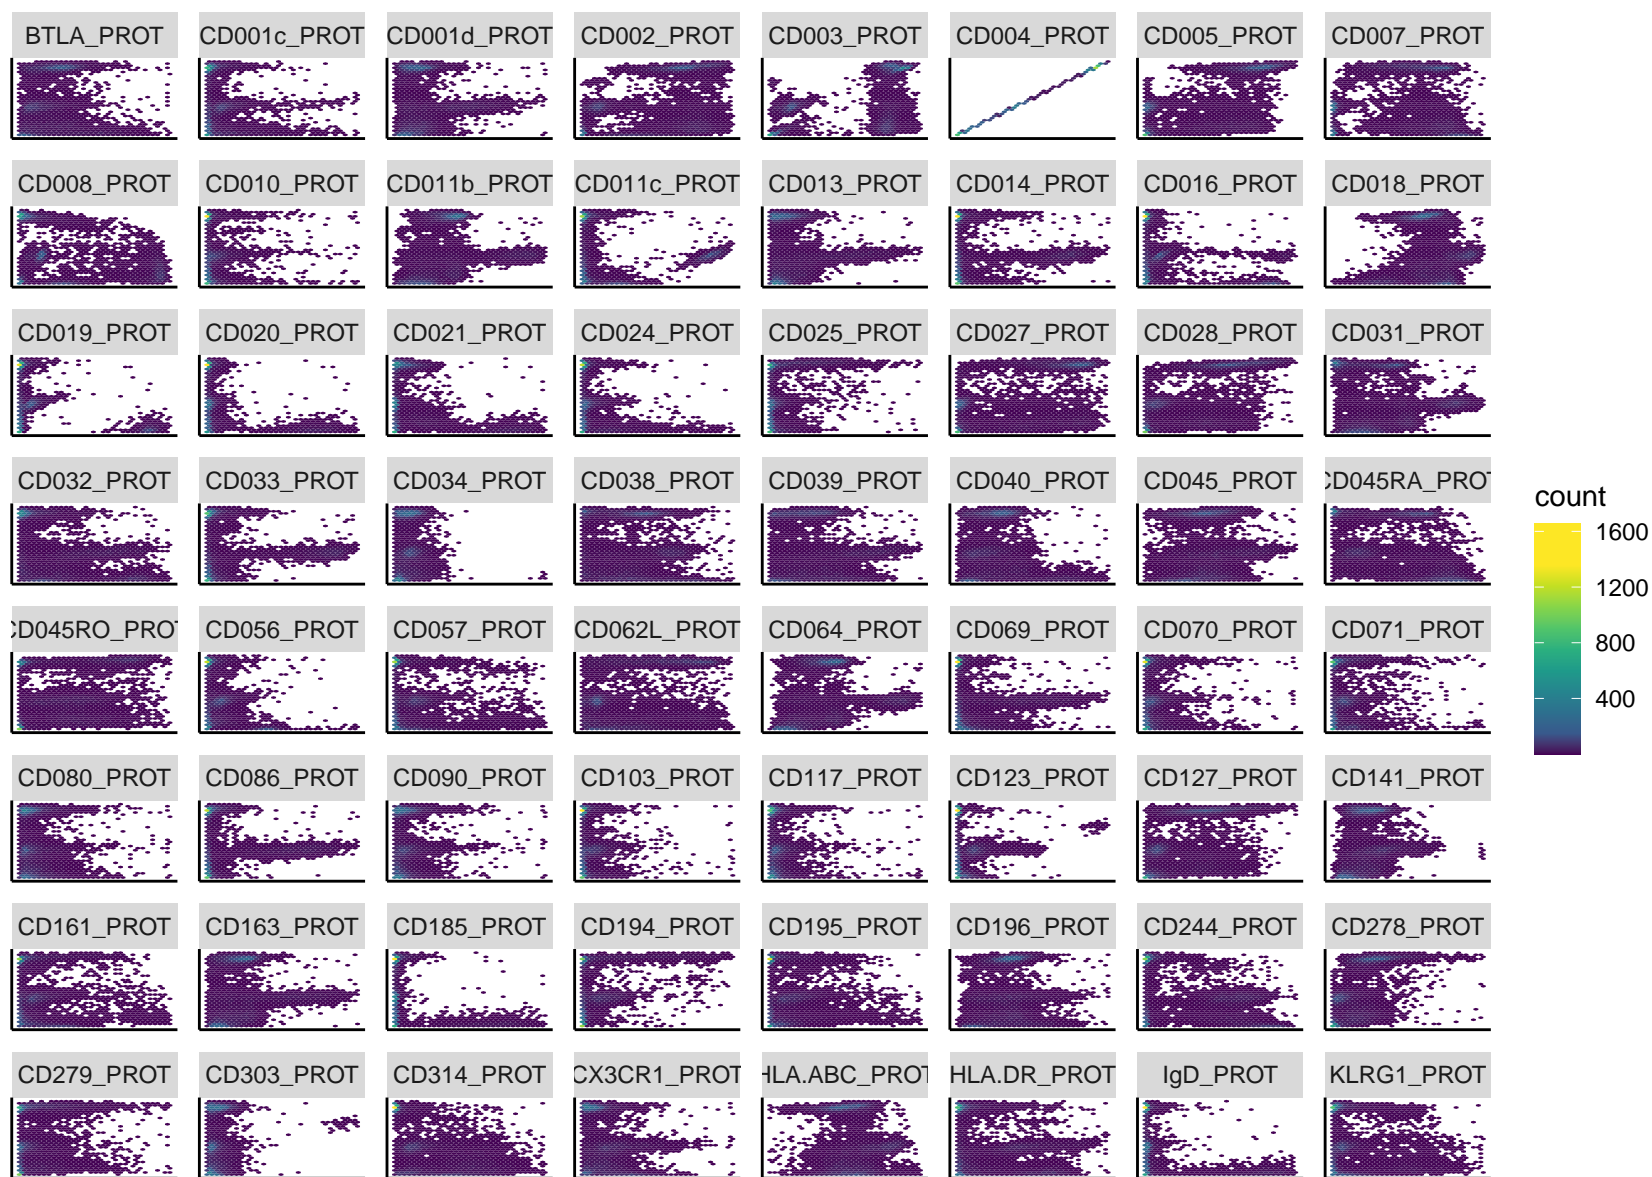 BTLA_PROT CD001c_PROT CD001d_PROT CD002_PROT CD003_PROT CD004_PROT CD005_PROT CD007_PROT
CD008_PROT CD010_PROT CD011b_PROT CD011c_PROT CD013_PROT CD014_PROT CD016_PROT CD018_PROT
CD019_PROT CD020_PROT CD021_PROT CD024_PROT CD025_PROT CD027_PROT CD028_PROT CD031_PROT
CD032_PROT CD033_PROT CD034_PROT CD038_PROT CD039_PROT CD040_PROT CD045_PROT CD045RA_PROT
CD045RO_PROT CD056_PROT CD057_PROT CD062L_PROT CD064_PROT CD069_PROT CD070_PROT CD071_PROT
CD080_PROT CD086_PROT CD090_PROT CD103_PROT CD117_PROT CD123_PROT CD127_PROT CD141_PROT
CD161_PROT CD163_PROT CD185_PROT CD194_PROT CD195_PROT CD196_PROT CD244_PROT CD278_PROT
CD279_PROT CD303_PROT CD314_PROT CX3CR1_PROT HLA.ABC_PROT HLA.DR_PROT IgD_PROT KLRG1_PROT
count
1600
1200
800
400